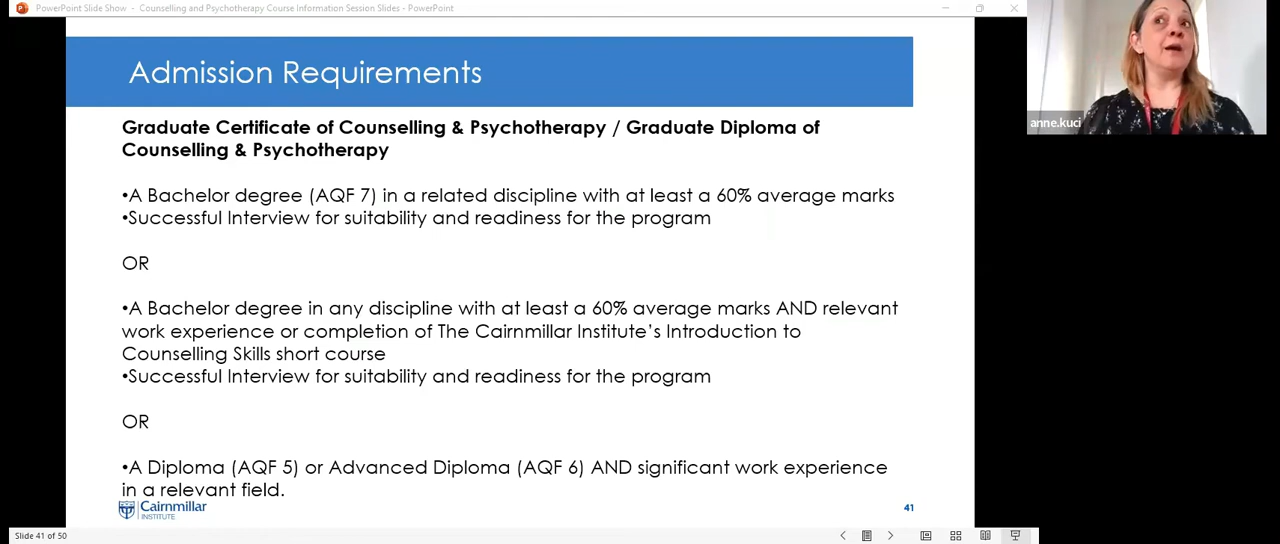 PowerPoint Slide Show - Counselling and Psychotherapy Course Information Session Slides - PowerPoint
Admission Requirements
anne.kuci
Graduate Certificate of Counselling & Psychotherapy / Graduate Diploma of
Counselling & Psychotherapy
•A Bachelor degree (AQF 7) in a related discipline with at least a 60% average marks
•Successful Interview for suitability and readiness for the program
OR
•A Bachelor degree in any discipline with at least a 60% average marks AND relevant
work experience or completion of The Cairnmillar Institute’s Introduction to
Counselling Skills short course
•Successful Interview for suitability and readiness for the program
OR
•A Diploma (AQF 5) or Advanced Diploma (AQF 6) AND significant work experience
in a relevant field.
Cairnmillar
INSTITUTE
41
Slide 41 of 50